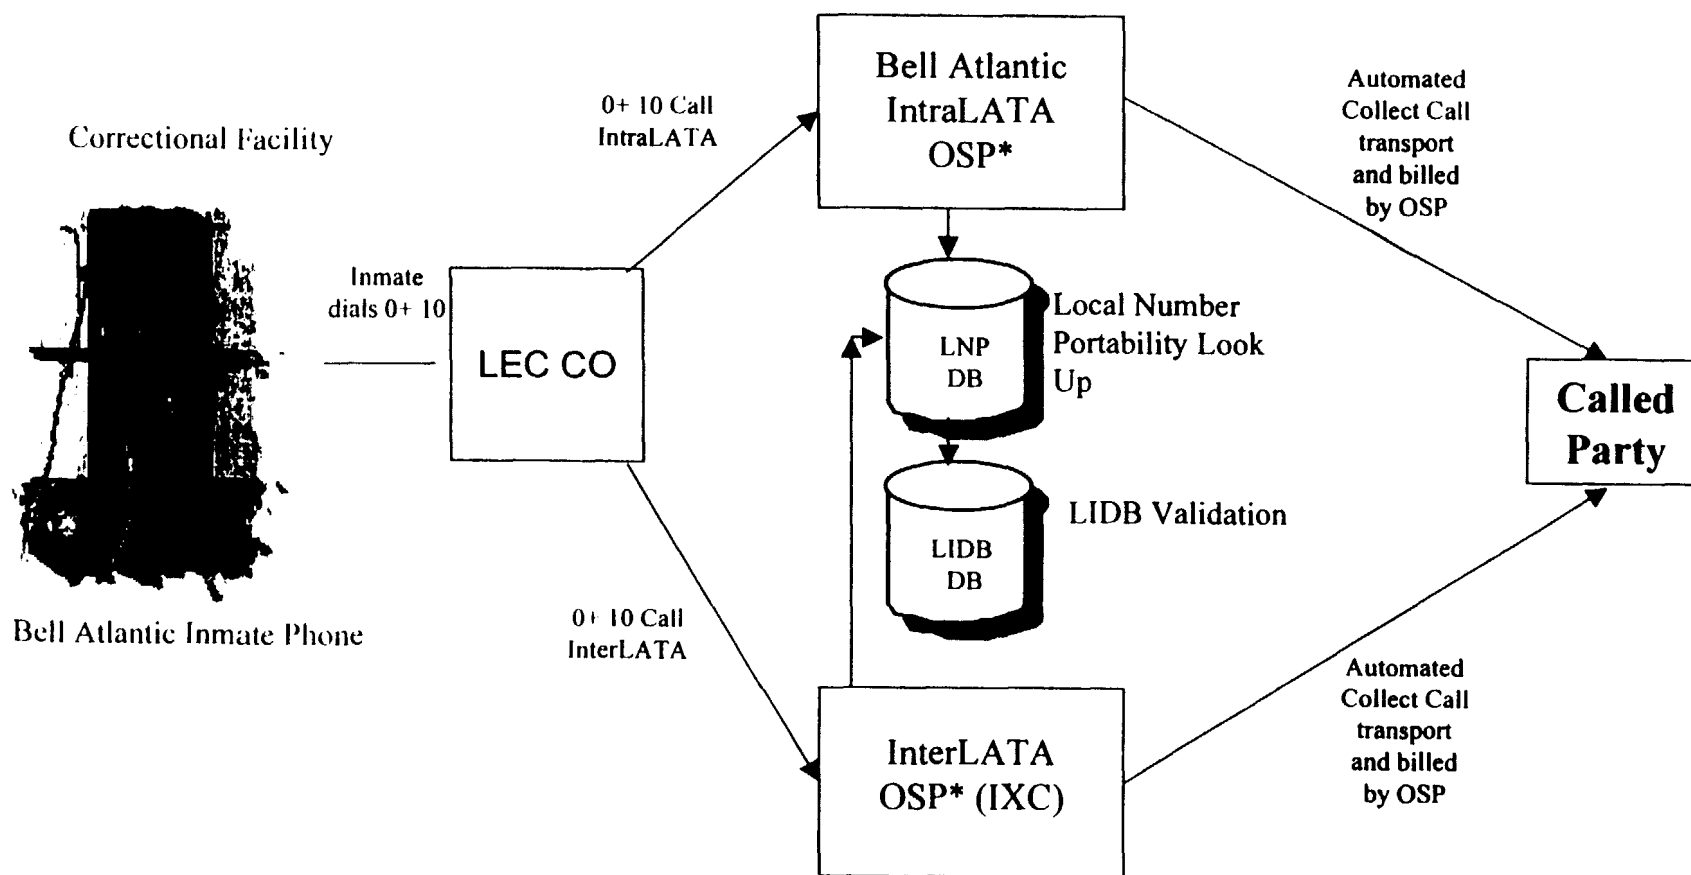 Correctional Facility
Bell Atlantic Inmate Phone
Inmate
dials 0+ 10
LEC CO
0+ 10 Call
IntraLATA
0+ 10 Call
InterLATA
Bell Atlantic
IntraLATA
OSP*
LNP
DB
Local Number
Portability Look
Up
LIDB
DB
LIDB Validation
InterLATA
OSP* (IXC)
Automated
Collect Call
transport
and billed
by OSP
Automated
Collect Call
transport
and billed
by OSP
Called
Party